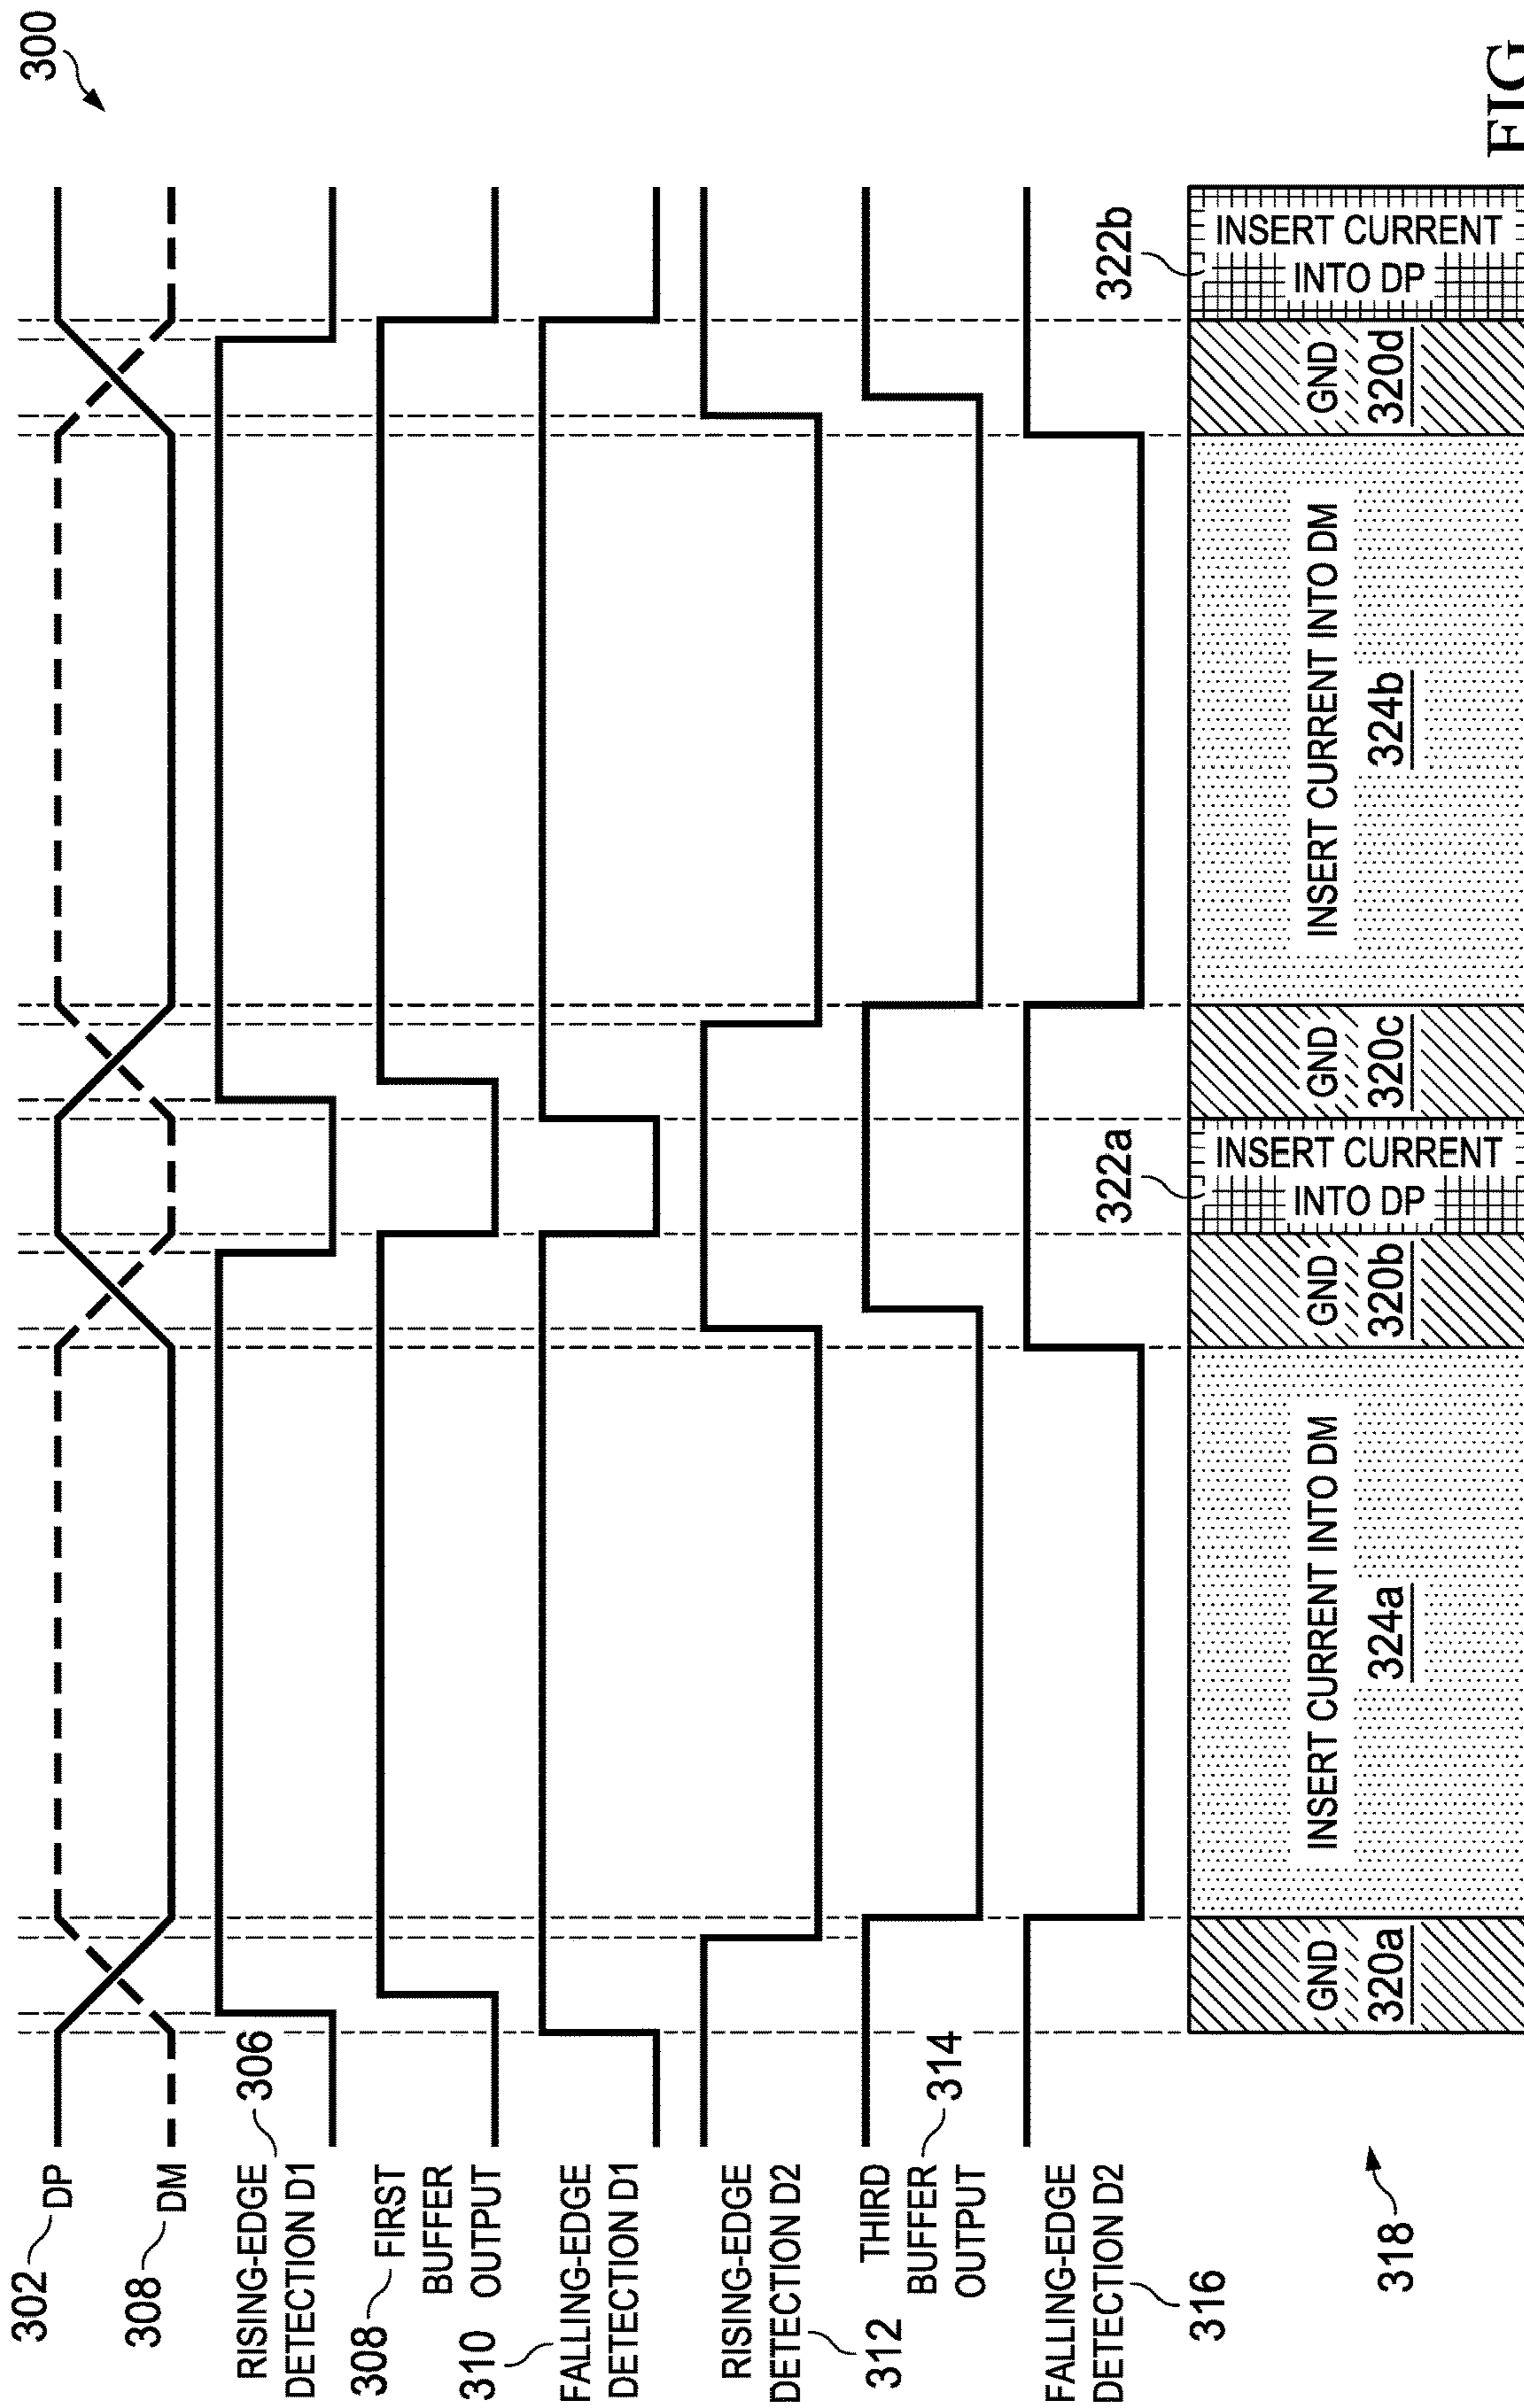 300
302 DP
308 DM
RISING-EDGE 306
DETECTION D1
308 FIRST
BUFFER
OUTPUT
310 FALLING-EDGE
DETECTION D1
RISING-EDGE
DETECTION D2 312
THIRD
BUFFER 314
OUTPUT
FALLING-EDGE
DETECTION D2 316
318
GND
320a
INSERT CURRENT INTO DM
324a
GND
320b
322a
INSERT CURRENT
INTO DP
GND
320c
INSERT CURRENT INTO DM
324b
GND
320d
322b
INSERT CURRENT
INTO DP
FIG